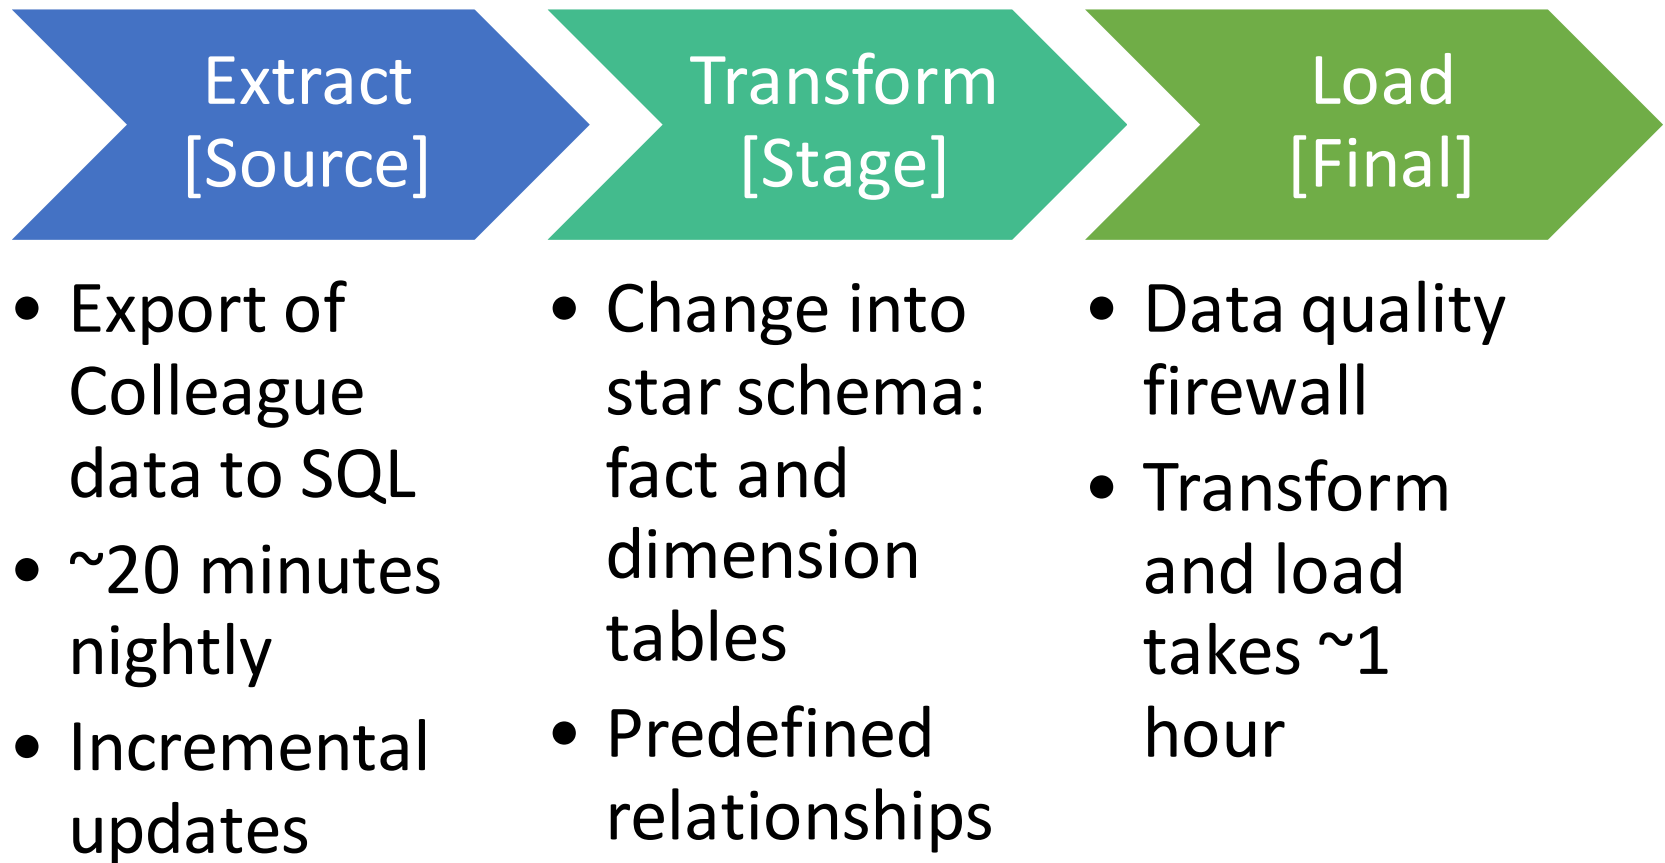 Extract
[Source]
Transform
[Stage]
Load
[Final]
• Export of
Colleague
data to SQL
• ~20 minutes
nightly
• Incremental
updates
• Change into
star schema:
fact and
dimension
tables
• Predefined
relationships
• Data quality
firewall
• Transform
and load
takes ~1
hour